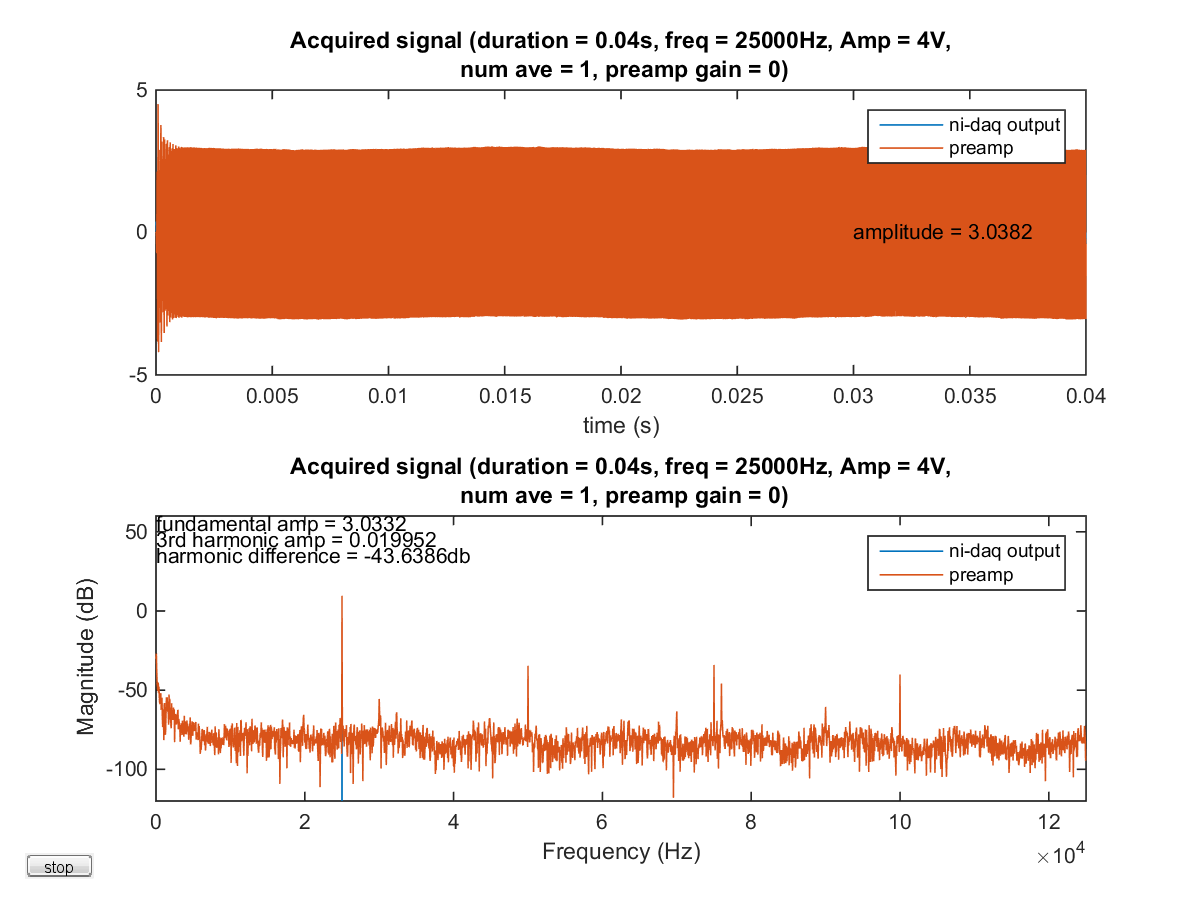 Acquired signal (duration = 0.04s, freq = 25000Hz, Amp = 4V,
num ave = 1, preamp gain = 0)
5
ni-daq output
preamp
0
amplitude = 3.0382
-5
0 0.005 0.01 0.015 0.02 0.025 0.03 0.035 0.04
time (s)
Acquired signal (duration = 0.04s, freq = 25000Hz, Amp = 4V,
num ave = 1, preamp gain = 0)
fundamental amp = 3.0332
50
3rd harmonic amp = 0.019952
harmonic difference = -43.6386db
ni-daq output
preamp
0
Magnitude (dB)
-50
-100
0 2 4 6 8 10 12
Frequency (Hz)
×10^4
stop